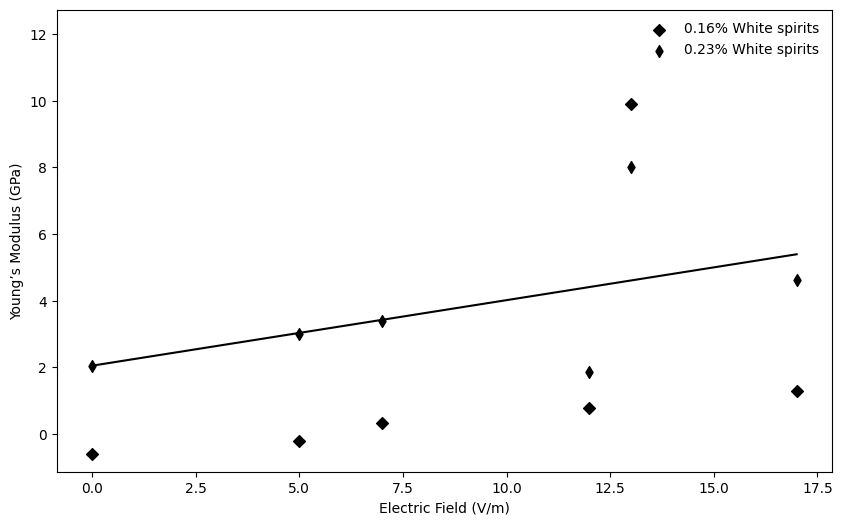 0.16% White spirits
0.23% White spirits
12
10
8
6
4
2
0
Young’s Modulus (GPa)
0.0 2.5 5.0 7.5 10.0 12.5 15.0 17.5
Electric Field (V/m)